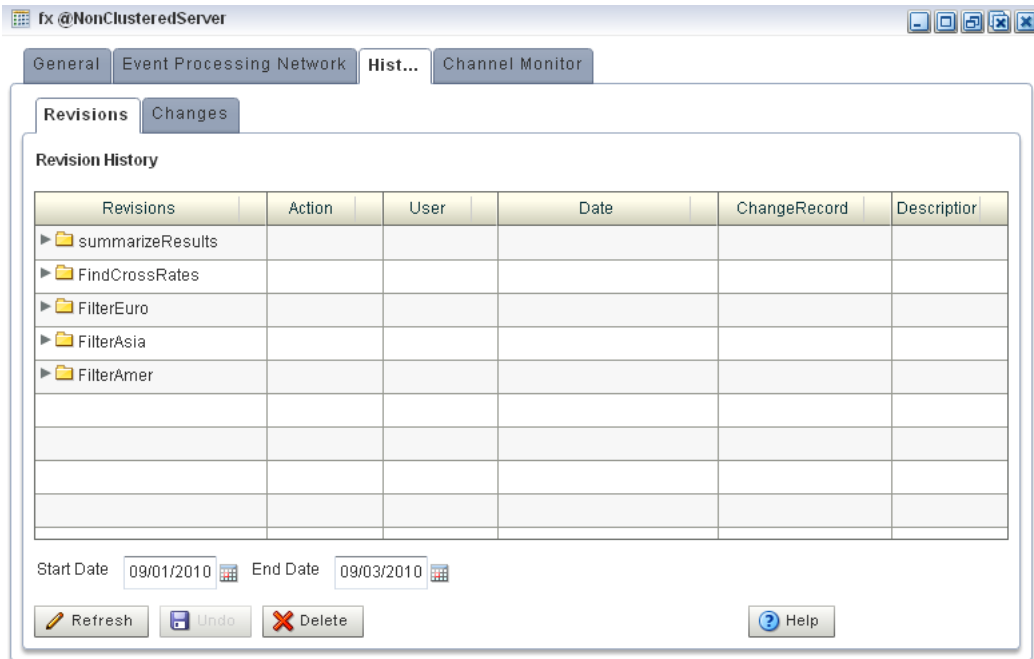 fx @NonClusteredServer
General Event Processing Network Hist... Channel Monitor
Revisions Changes
Revision History
Revisions Action User Date ChangeRecord Descriptior
summarizeResults
FindCrossRates
FilterEuro
FilterAsia
FilterAmer
Start Date 09/01/2010 End Date 09/03/2010
Refresh Undo Delete Help